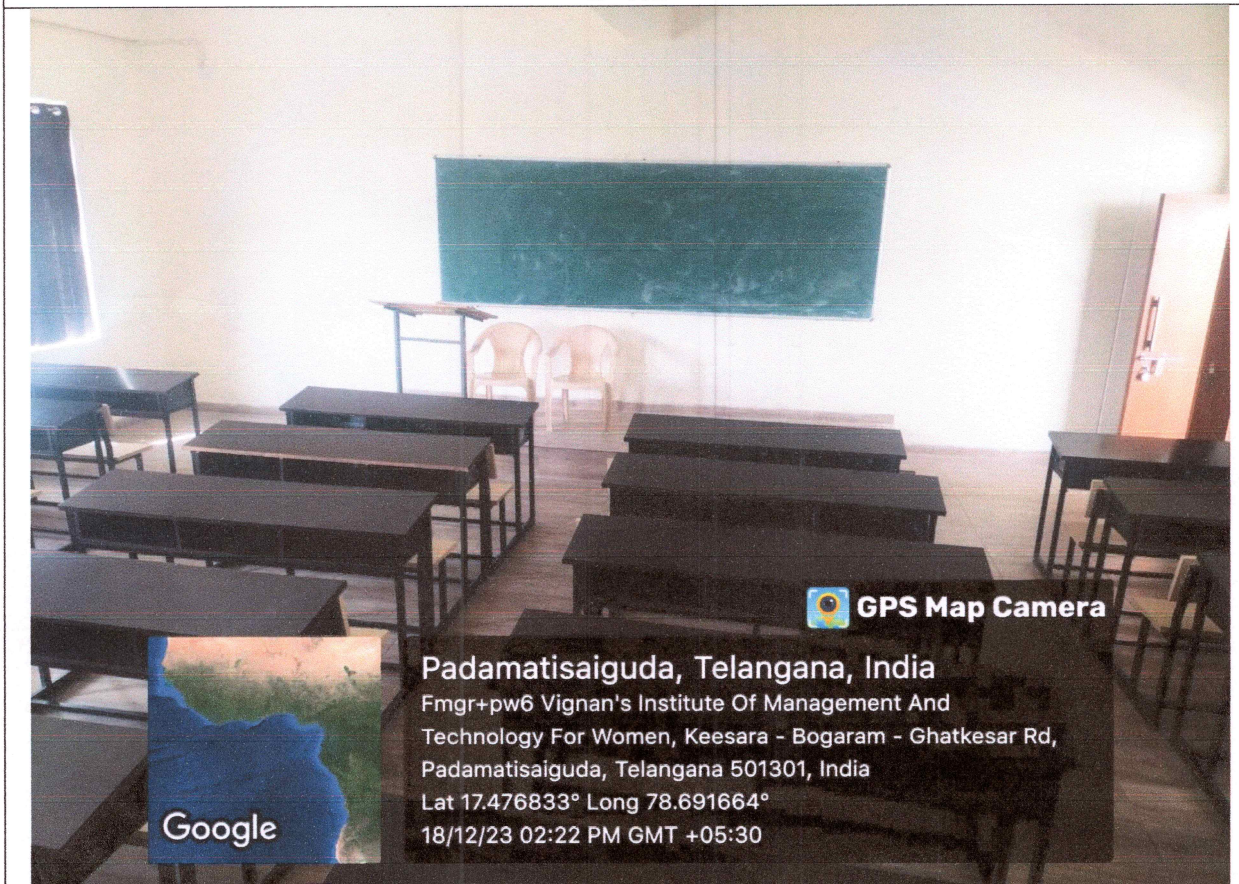 GPS Map Camera
Padamatisaiguda, Telangana, India
Fmgr+pw6 Vignan's Institute Of Management And
Technology For Women, Keesara - Bogaram - Ghatkesar Rd,
Padamatisaiguda, Telangana 501301, India
Lat 17.476833° Long 78.691664°
18/12/23 02:22 PM GMT +05:30
Google